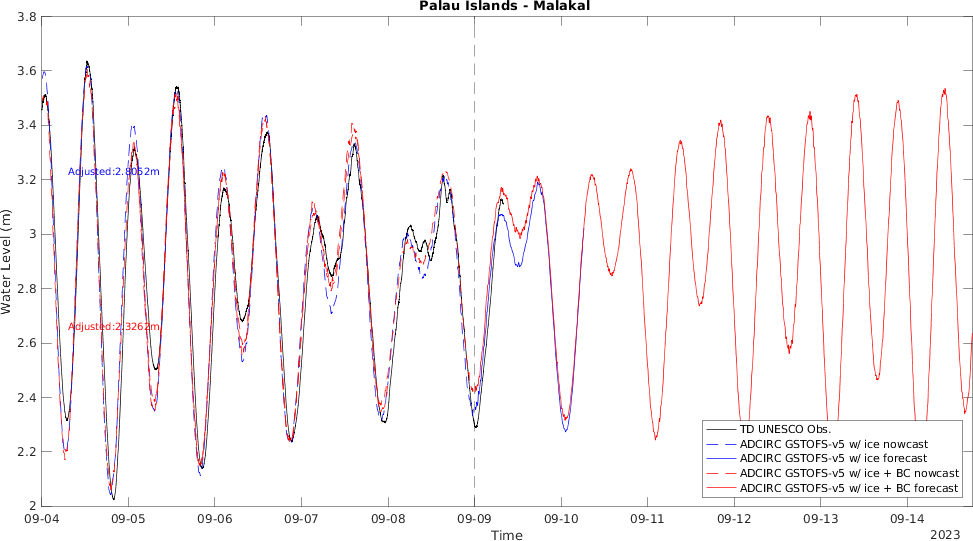 Palau Islands - Malakal
3.8
3.6
3.4
3.2
3
2.8
2.6
2.4
2.2
2
Water Level (m)
Adjusted:2.8052m
Adjusted:2.3262m
TD UNESCO Obs.
ADCIRC GSTOFS-v5 w/ ice nowcast
ADCIRC GSTOFS-v5 w/ ice forecast
ADCIRC GSTOFS-v5 w/ ice + BC nowcast
ADCIRC GSTOFS-v5 w/ ice + BC forecast
09-04 09-05 09-06 09-07 09-08 09-09 09-10 09-11 09-12 09-13 09-14
Time
2023